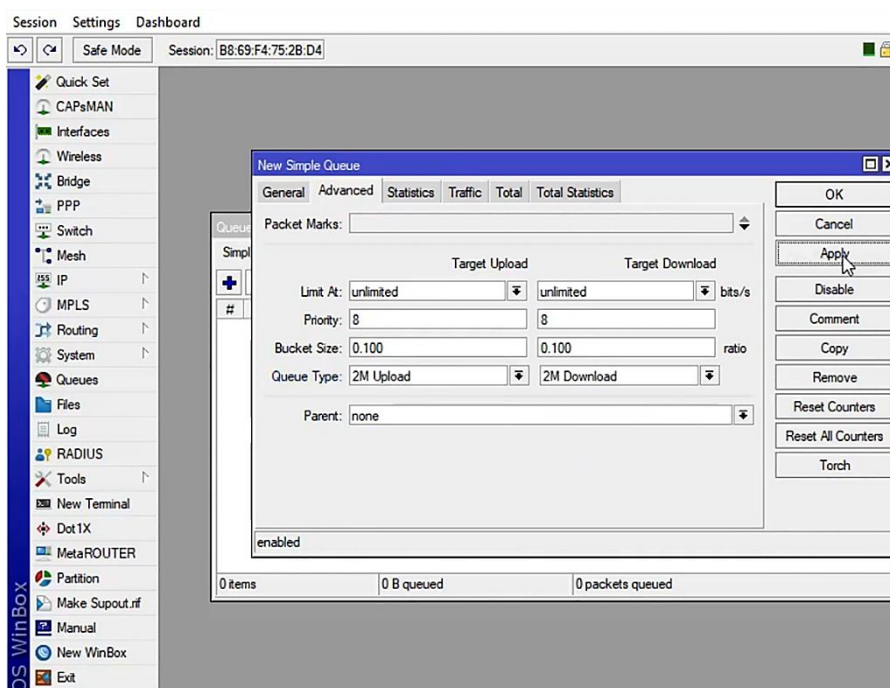 Session Settings Dashboard
Safe Mode Session: B8:69:F4:75:2B:D4
Quick Set
CAPsMAN
Interfaces
Wireless
Bridge
PPP
Switch
Mesh
IP
MPLS
Routing
System
Queues
Files
Log
RADIUS
Tools
New Terminal
Dot1X
MetaROUTER
Partition
Make Supout.rif
Manual
New WinBox
Exit
OS WinBox
New Simple Queue
General Advanced Statistics Traffic Total Total Statistics
Packet Marks:
Target Upload Target Download
Limit At: unlimited unlimited bits/s
Priority: 8 8
Bucket Size: 0.100 0.100 ratio
Queue Type: 2M Upload 2M Download
Parent: none
enabled
OK
Cancel
Apply
Disable
Comment
Copy
Remove
Reset Counters
Reset All Counters
Torch
Queue
Simpl
#
0 items 0 B queued 0 packets queued